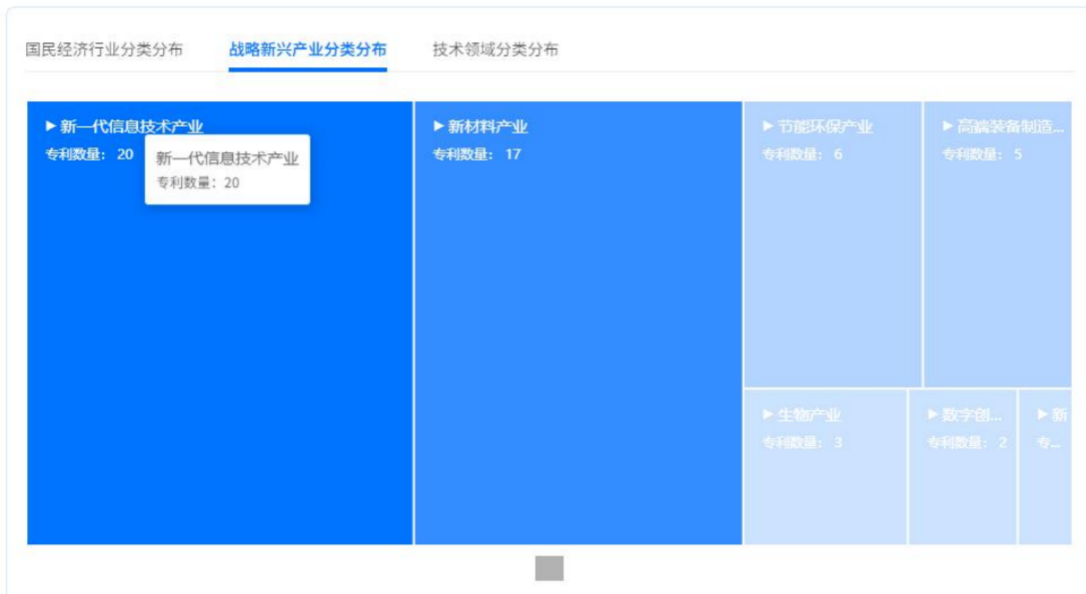 国民经济行业分类分布 战略新兴产业分类分布 技术领域分类分布
▶ 新一代信息技术产业
专利数量: 20
新一代信息技术产业
专利数量: 20
▶ 新材料产业
专利数量: 17
▶ 节能环保产业
专利数量: 6
▶ 高端装备制造...
专利数量: 5
▶ 生物产业
专利数量: 3
▶ 数字创...
专利数量: 2
▶ 新
专...